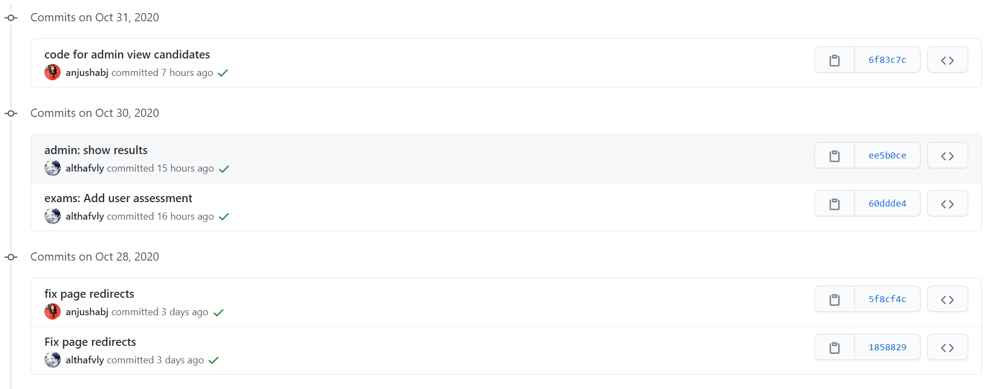 Commits on Oct 31, 2020
code for admin view candidates
anjushabj committed 7 hours ago
6f83c7c
Commits on Oct 30, 2020
admin: show results
althafvly committed 15 hours ago
ee5b0ce
exams: Add user assessment
althafvly committed 16 hours ago
60ddde4
Commits on Oct 28, 2020
fix page redirects
anjushabj committed 3 days ago
5f8cf4c
Fix page redirects
althafvly committed 3 days ago
1858829